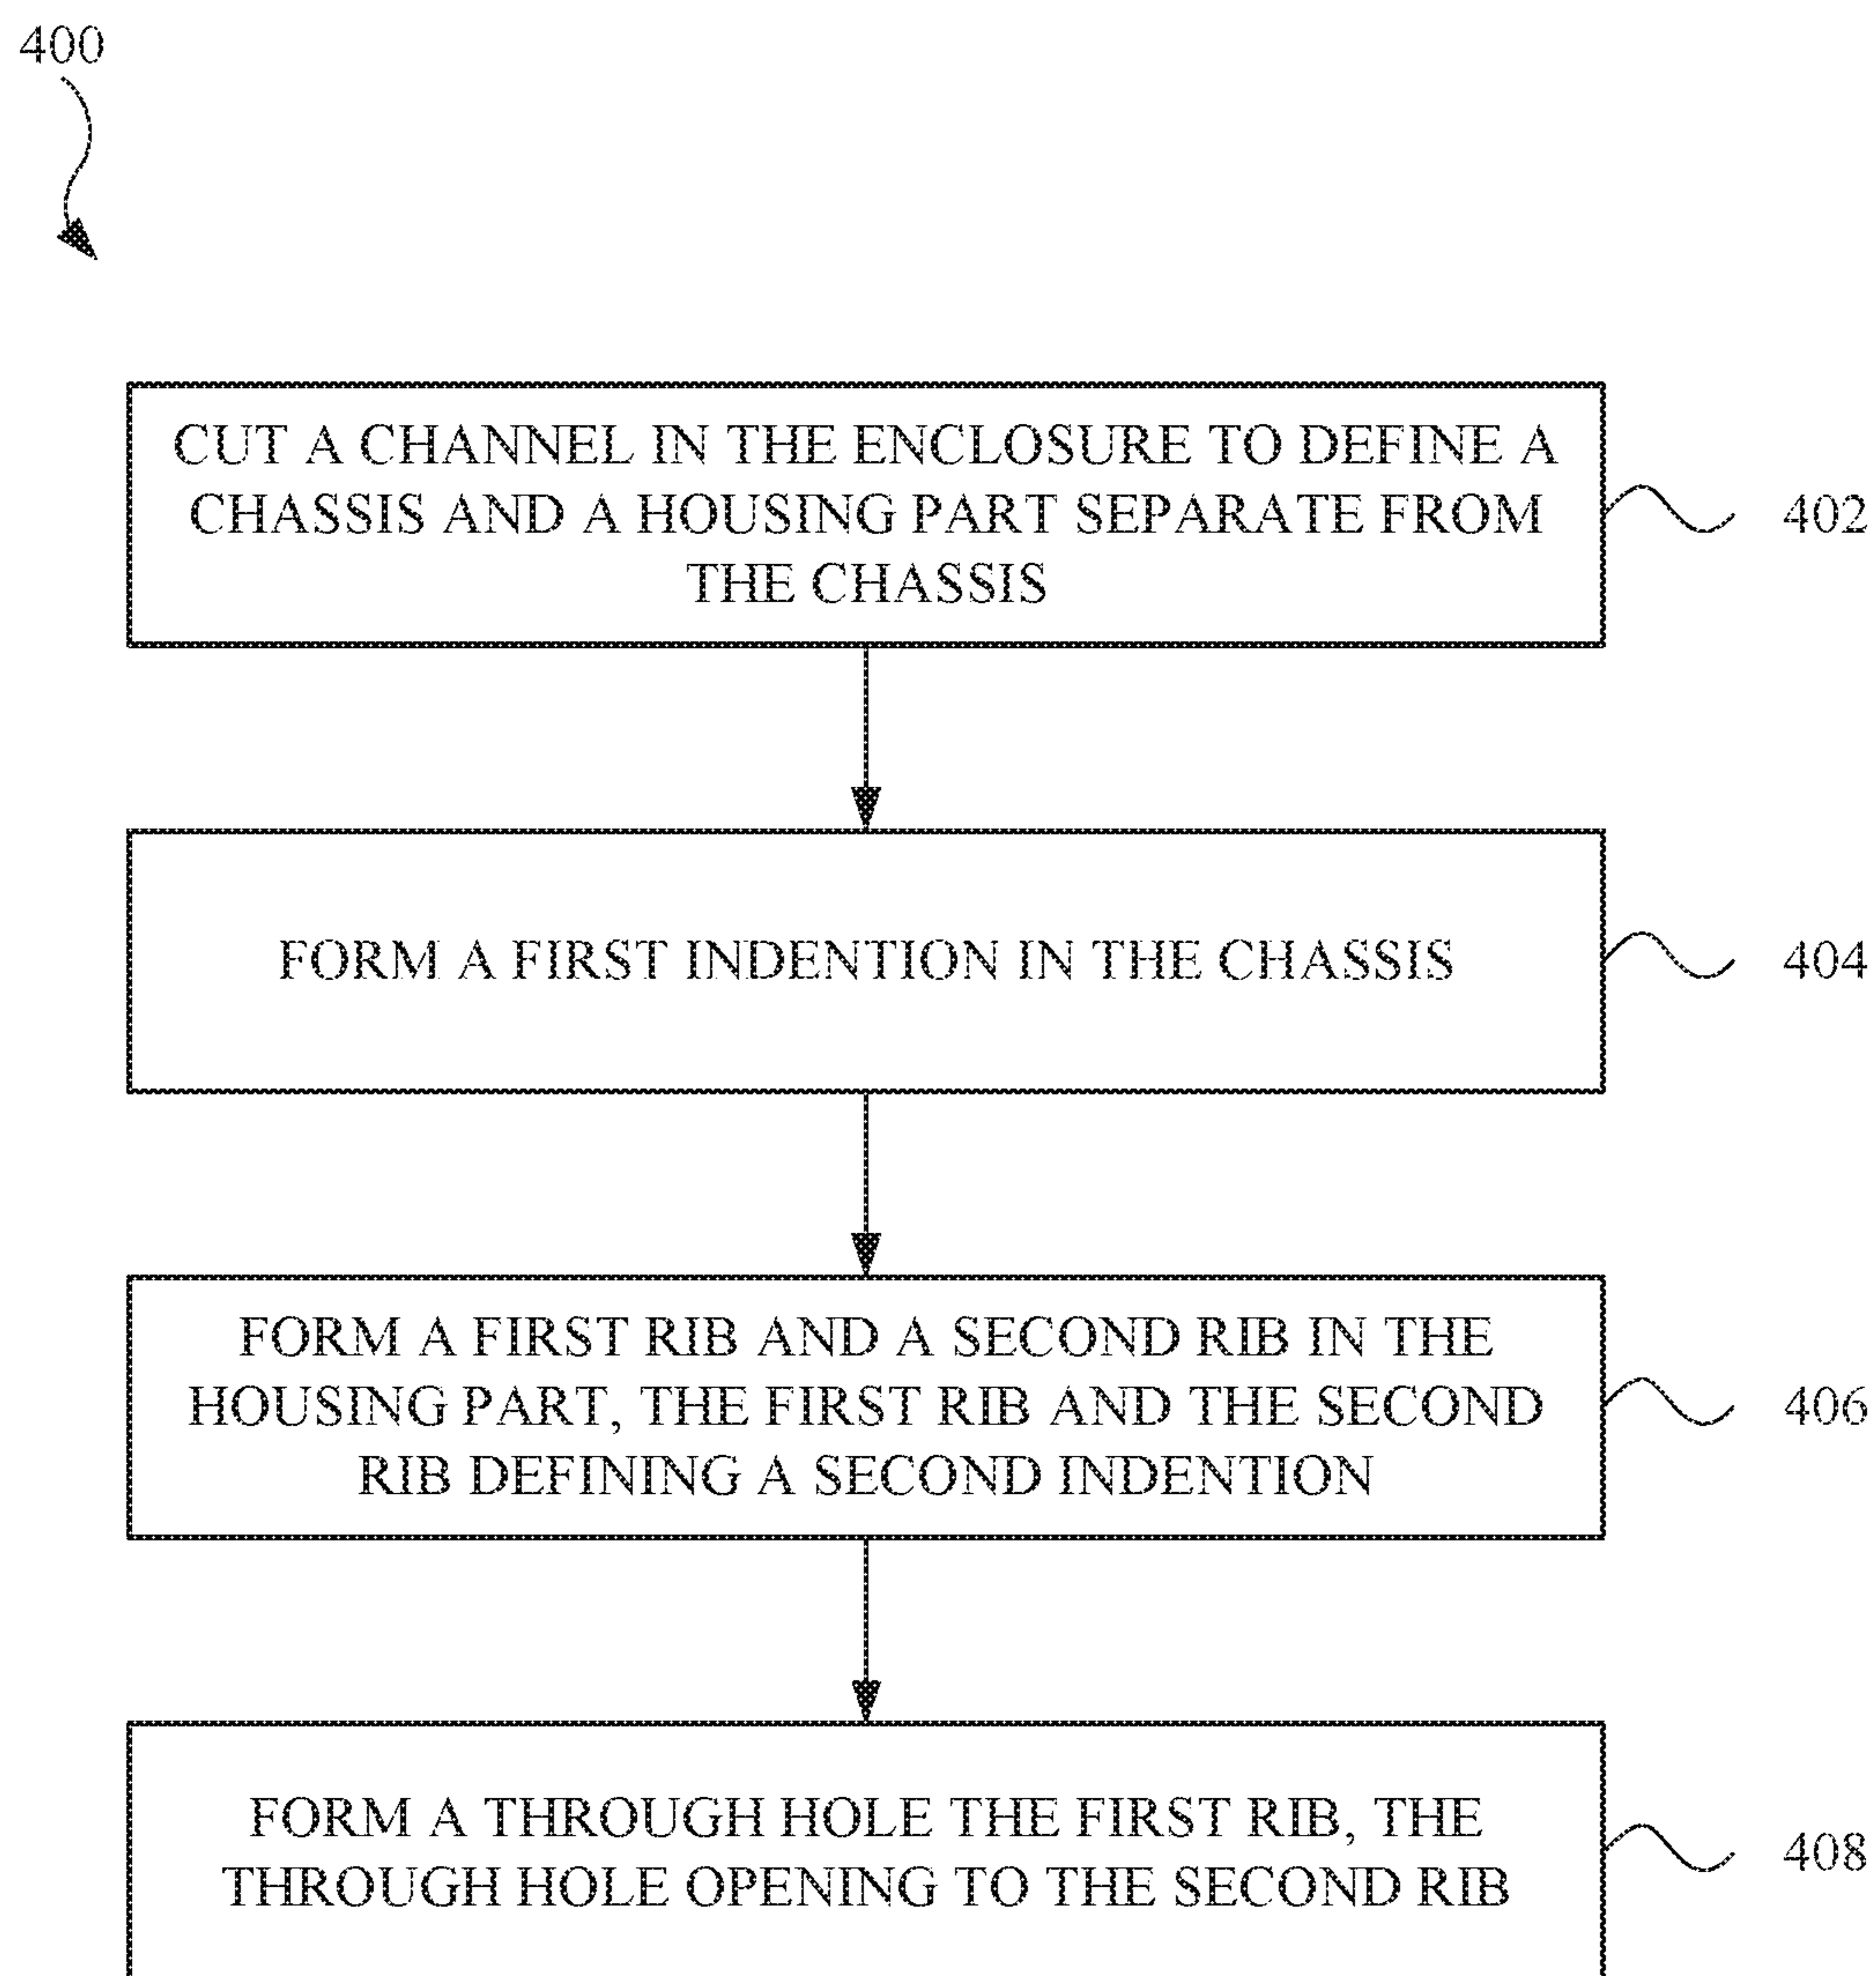 400
CUT A CHANNEL IN THE ENCLOSURE TO DEFINE A
CHASSIS AND A HOUSING PART SEPARATE FROM
THE CHASSIS
402
FORM A FIRST INDENTION IN THE CHASSIS
404
FORM A FIRST RIB AND A SECOND RIB IN THE
HOUSING PART, THE FIRST RIB AND THE SECOND
RIB DEFINING A SECOND INDENTION
406
FORM A THROUGH HOLE THE FIRST RIB, THE
THROUGH HOLE OPENING TO THE SECOND RIB
408